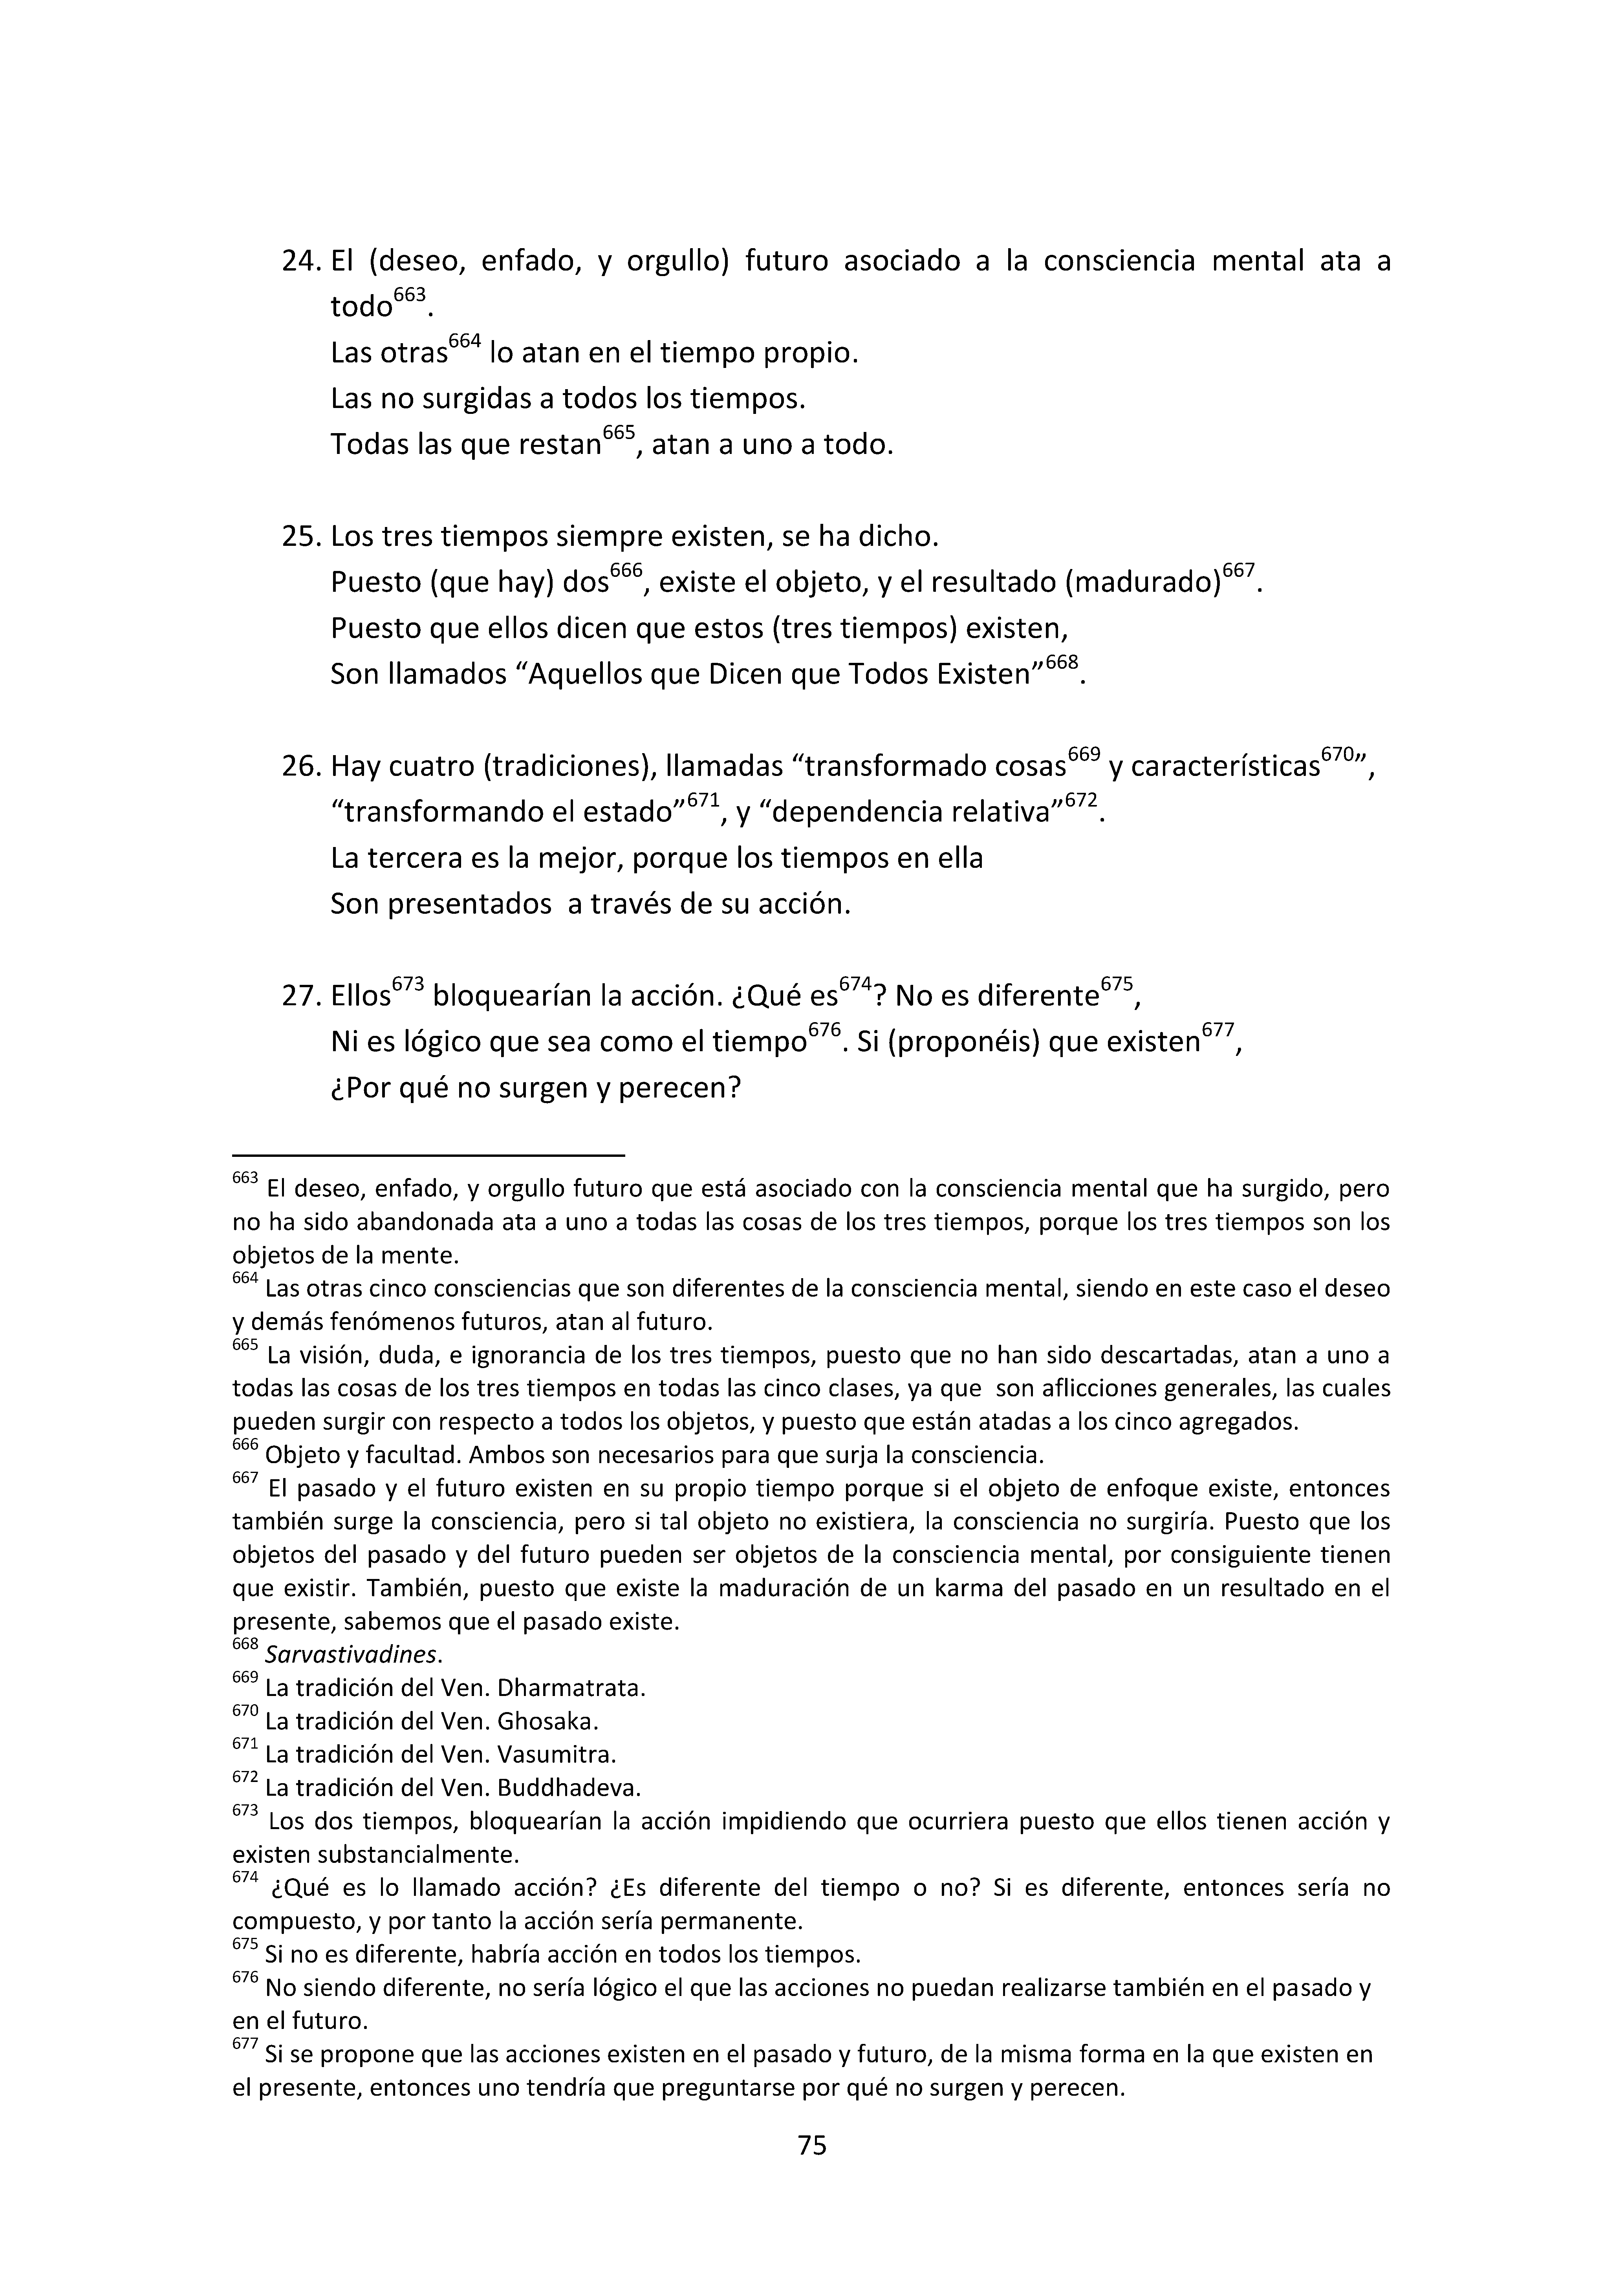 24. El (deseo, enfado, y orgullo) futuro asociado a la consciencia mental ata a
todo663.
Las otras664 lo atan en el tiempo propio.
Las no surgidas a todos los tiempos.
Todas las que restan665, atan a uno a todo.
25. Los tres tiempos siempre existen, se ha dicho.
Puesto (que hay) dos666, existe el objeto, y el resultado (madurado)667.
Puesto que ellos dicen que estos (tres tiempos) existen,
Son llamados “Aquellos que Dicen que Todos Existen”668.
26. Hay cuatro (tradiciones), llamadas “transformado cosas669 y características670”,
“transformando el estado”671, y “dependencia relativa”672.
La tercera es la mejor, porque los tiempos en ella
Son presentados  a través de su acción.
27. Ellos673 bloquearían la acción. ¿Qué es674? No es diferente675,
Ni es lógico que sea como el tiempo676. Si (proponéis) que existen677,
¿Por qué no surgen y perecen?
663 El deseo, enfado, y orgullo futuro que está asociado con la consciencia mental que ha surgido, pero
no ha sido abandonada ata a uno a todas las cosas de los tres tiempos, porque los tres tiempos son los
objetos de la mente.
664 Las otras cinco consciencias que son diferentes de la consciencia mental, siendo en este caso el deseo
y demás fenómenos futuros, atan al futuro.
665 La visión, duda, e ignorancia de los tres tiempos, puesto que no han sido descartadas, atan a uno a
todas las cosas de los tres tiempos en todas las cinco clases, ya que  son aflicciones generales, las cuales
pueden surgir con respecto a todos los objetos, y puesto que están atadas a los cinco agregados.
666 Objeto y facultad. Ambos son necesarios para que surja la consciencia.
667 El pasado y el futuro existen en su propio tiempo porque si el objeto de enfoque existe, entonces
también surge la consciencia, pero si tal objeto no existiera, la consciencia no surgiría. Puesto que los
objetos del pasado y del futuro pueden ser objetos de la consciencia mental, por consiguiente tienen
que existir. También, puesto que existe la maduración de un karma del pasado en un resultado en el
presente, sabemos que el pasado existe.
668 Sarvastivadines.
669 La tradición del Ven. Dharmatrata.
670 La tradición del Ven. Ghosaka.
671 La tradición del Ven. Vasumitra.
672 La tradición del Ven. Buddhadeva.
673 Los dos tiempos, bloquearían la acción impidiendo que ocurriera puesto que ellos tienen acción y
existen substancialmente.
674 ¿Qué es lo llamado acción? ¿Es diferente del tiempo o no? Si es diferente, entonces sería no
compuesto, y por tanto la acción sería permanente.
675 Si no es diferente, habría acción en todos los tiempos.
676 No siendo diferente, no sería lógico el que las acciones no puedan realizarse también en el pasado y
en el futuro.
677 Si se propone que las acciones existen en el pasado y futuro, de la misma forma en la que existen en
el presente, entonces uno tendría que preguntarse por qué no surgen y perecen.
75